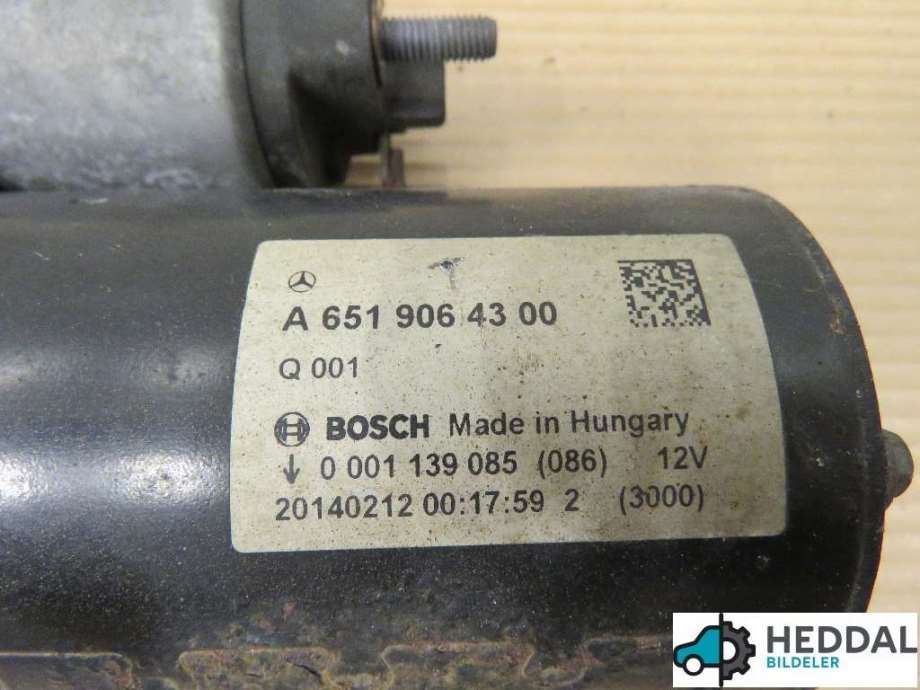 A 651 906 43 00
Q 001
BOSCH Made in Hungary
↓ 0 001 139 085 (086) 12V
20140212 00:17:59 2 (3000)
HEDDAL
BILDELER